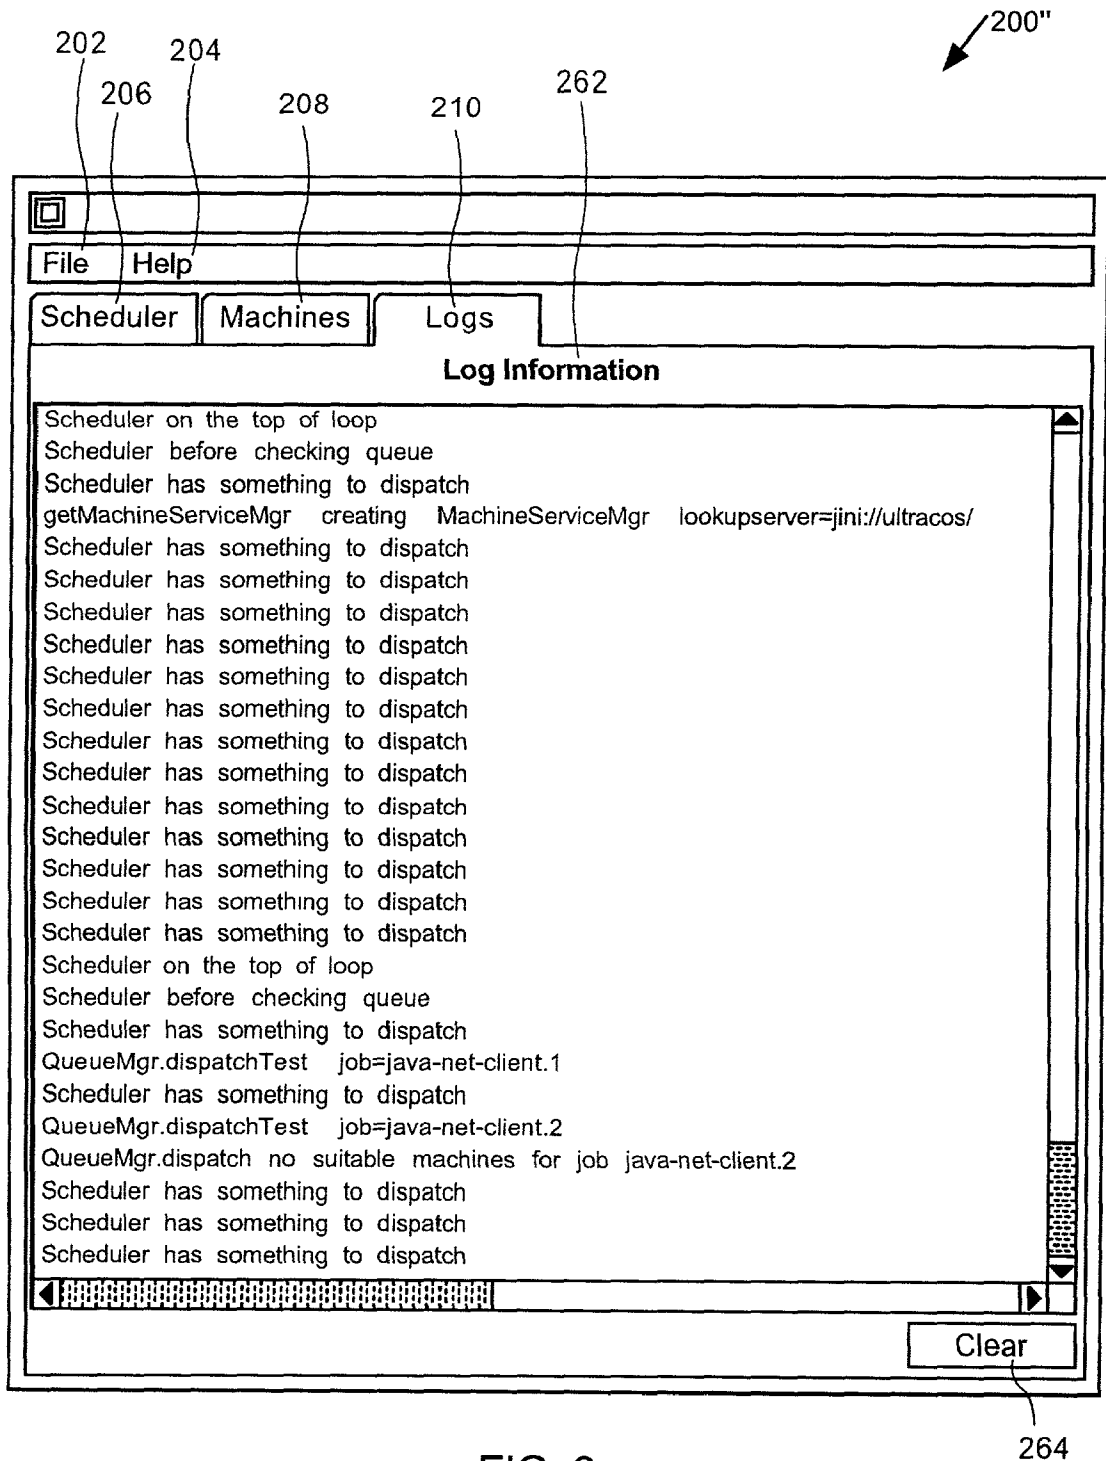 200"
202
204
206
208
210
262
File Help
Scheduler Machines Logs
Log Information
Scheduler on the top of loop
Scheduler before checking queue
Scheduler has something to dispatch
getMachineServiceMgr creating MachineServiceMgr lookupserver=jini://ultracos/
Scheduler has something to dispatch
Scheduler has something to dispatch
Scheduler has something to dispatch
Scheduler has something to dispatch
Scheduler has something to dispatch
Scheduler has something to dispatch
Scheduler has something to dispatch
Scheduler has something to dispatch
Scheduler has something to dispatch
Scheduler has something to dispatch
Scheduler has something to dispatch
Scheduler has something to dispatch
Scheduler has something to dispatch
Scheduler on the top of loop
Scheduler before checking queue
Scheduler has something to dispatch
QueueMgr.dispatchTest job=java-net-client.1
Scheduler has something to dispatch
QueueMgr.dispatchTest job=java-net-client.2
QueueMgr.dispatch no suitable machines for job java-net-client.2
Scheduler has something to dispatch
Scheduler has something to dispatch
Scheduler has something to dispatch
Clear
264